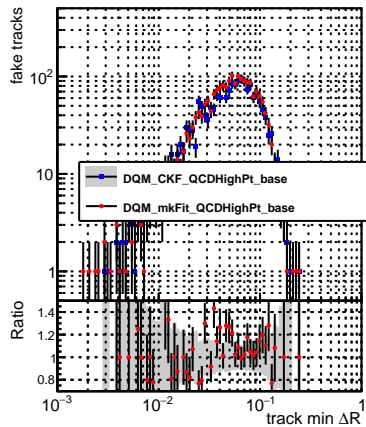 fake tracks
10²
10
1
DQM_CKF_QCDHighPt_base
DQM_mkFit_QCDHighPt_base
Ratio
1.4
1.2
1
0.8
10⁻³
10⁻²
10⁻¹
1
track min ΔR